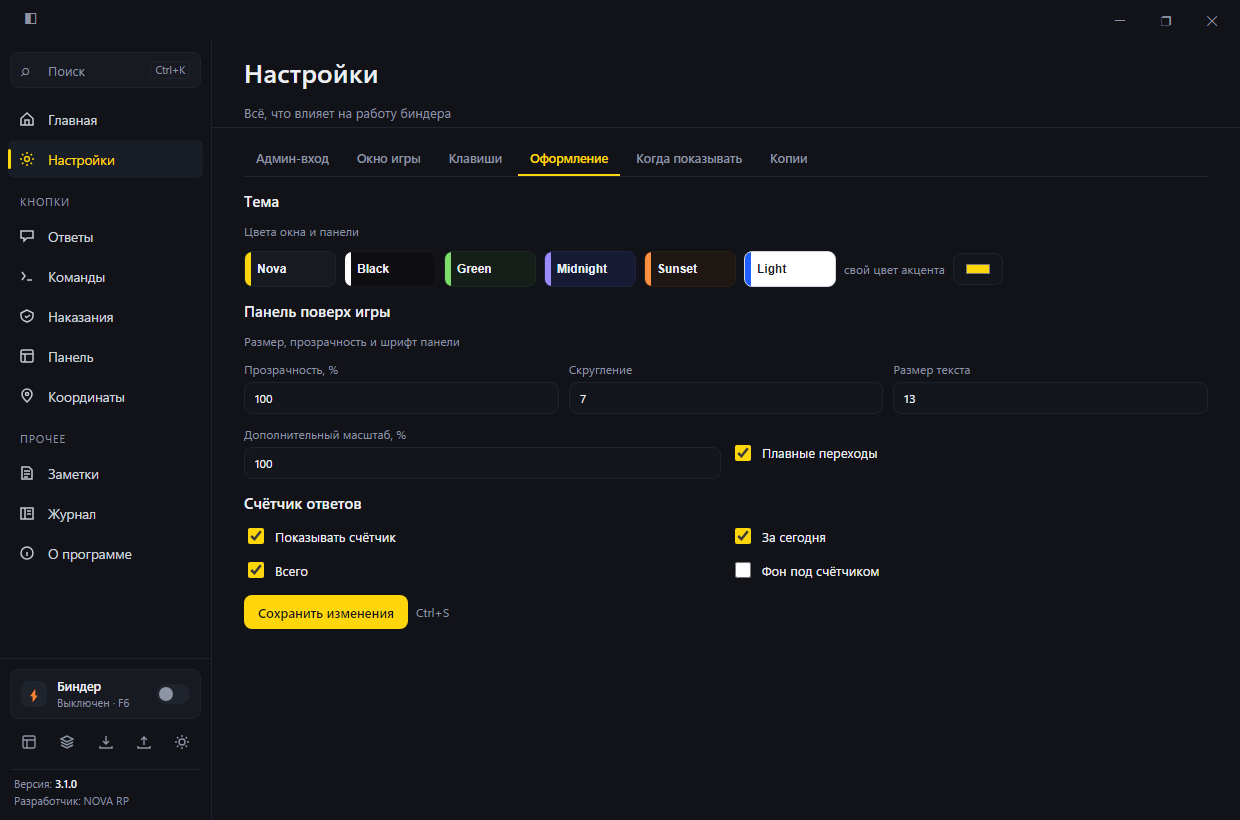 Поиск
Ctrl+K
Главная
Настройки
КНОПКИ
Ответы
Команды
Наказания
Панель
Координаты
ПРОЧЕЕ
Заметки
Журнал
О программе
Биндер
Выключен · F6
Версия: 3.1.0
Разработчик: NOVA RP
Настройки
Всё, что влияет на работу биндера
Админ-вход Окно игры Клавиши Оформление Когда показывать Копии
Тема
Цвета окна и панели
Nova Black Green Midnight Sunset Light свой цвет акцента
Панель поверх игры
Размер, прозрачность и шрифт панели
Прозрачность, % Скругление Размер текста
100 7 13
Дополнительный масштаб, %
100
Плавные переходы
Счётчик ответов
Показывать счётчик За сегодня
Всего Фон под счётчиком
Сохранить изменения Ctrl+S